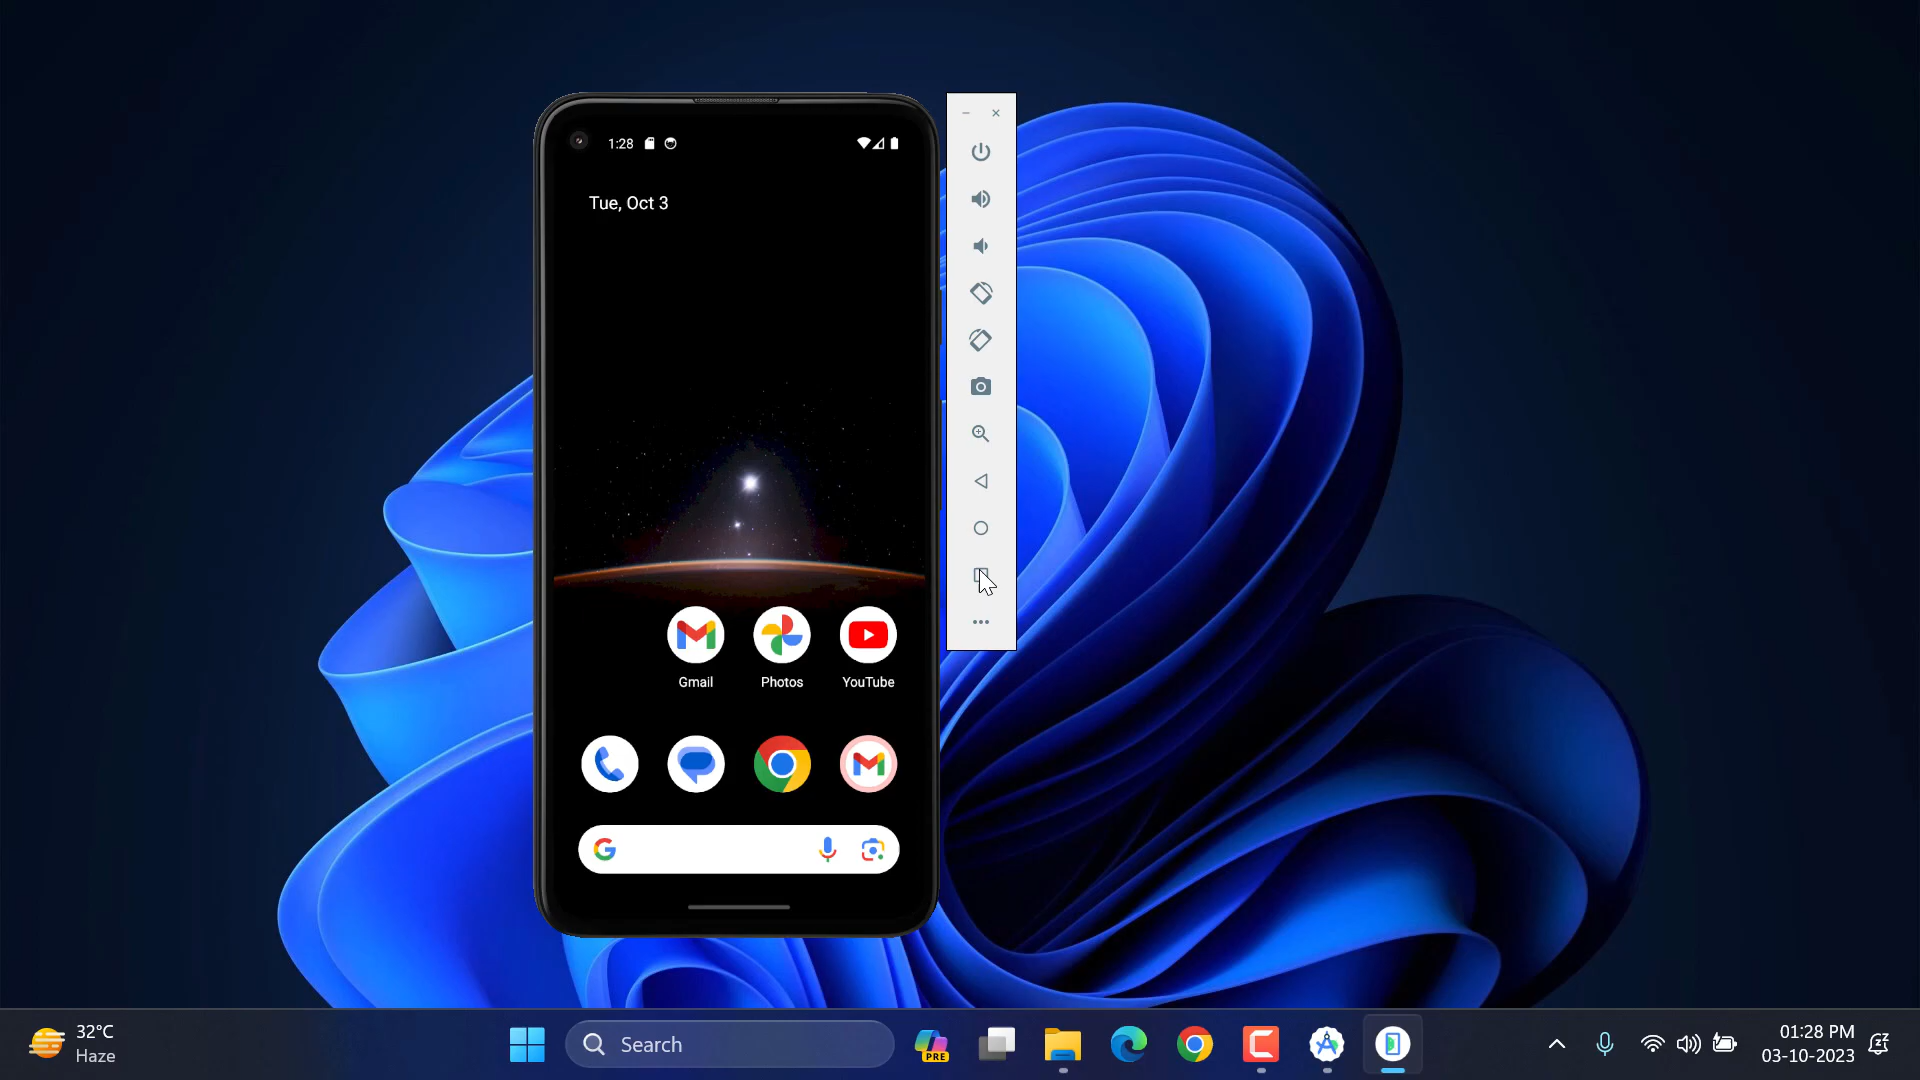 1:28
Tue, Oct 3
Gmail
Photos
YouTube
32°C
Haze
Search
PRE
01:28 PM
03-10-2023